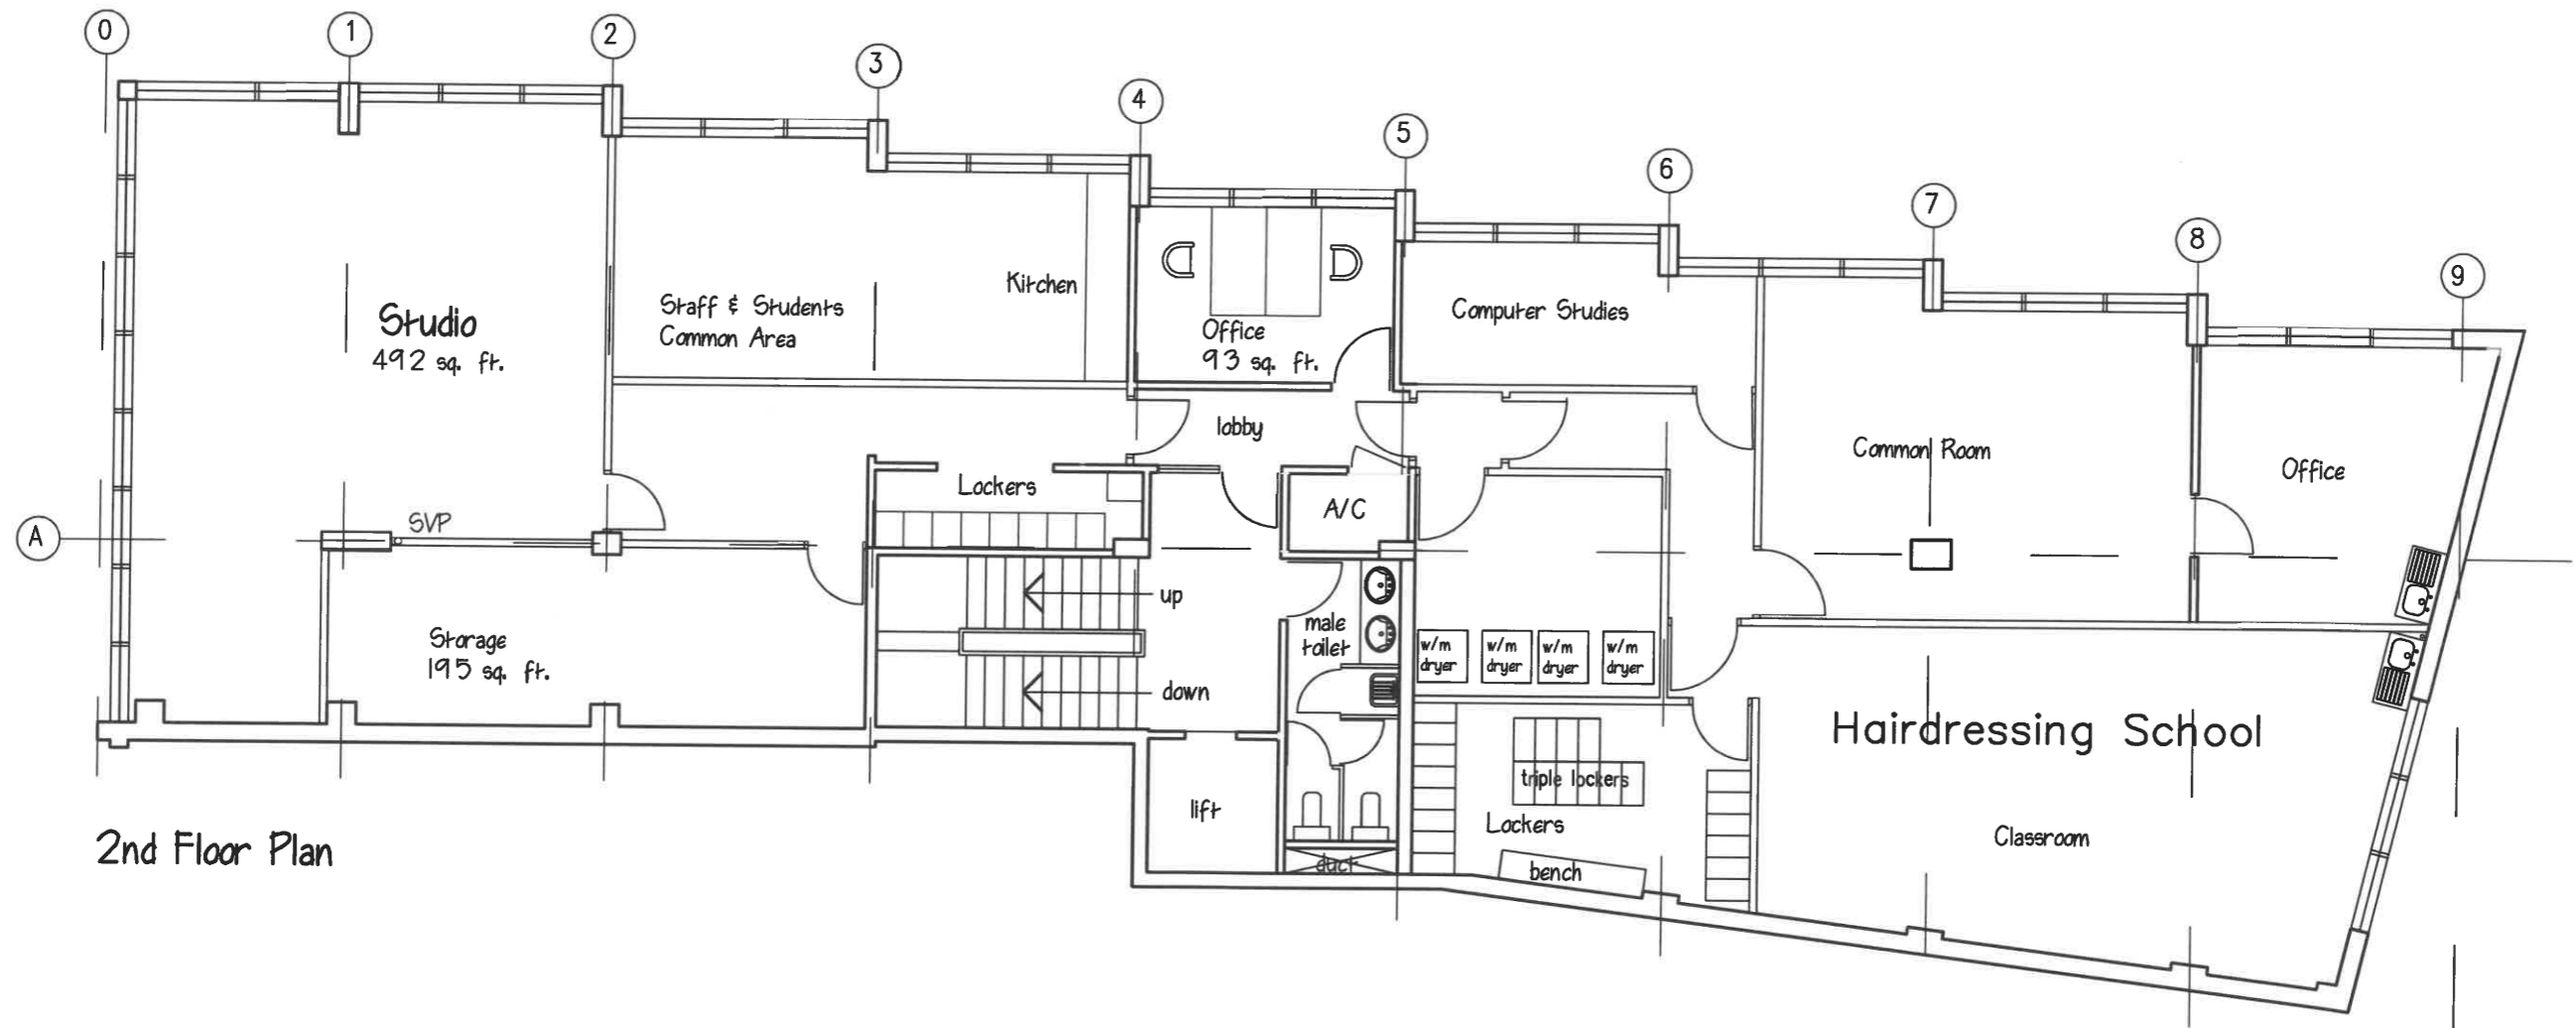 0
1
2
3
4
5
6
7
8
9
A
Studio
492 sq. ft.
Staff & Students
Common Area
Kitchen
Office
93 sq. ft.
Computer Studies
Common Room
Office
lobby
Lockers
A/C
SVP
Storage
195 sq. ft.
up
down
male
toilet
w/m
dryer
w/m
dryer
w/m
dryer
w/m
dryer
lift
duct
triple lockers
Lockers
bench
Hairdressing School
Classroom
2nd Floor Plan